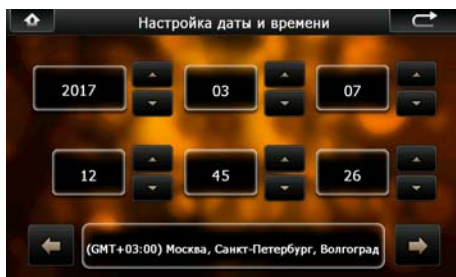 Настройка даты и времени
2017 03 07
12 45 26
(GMT+03:00) Москва, Санкт-Петербург, Волгоград